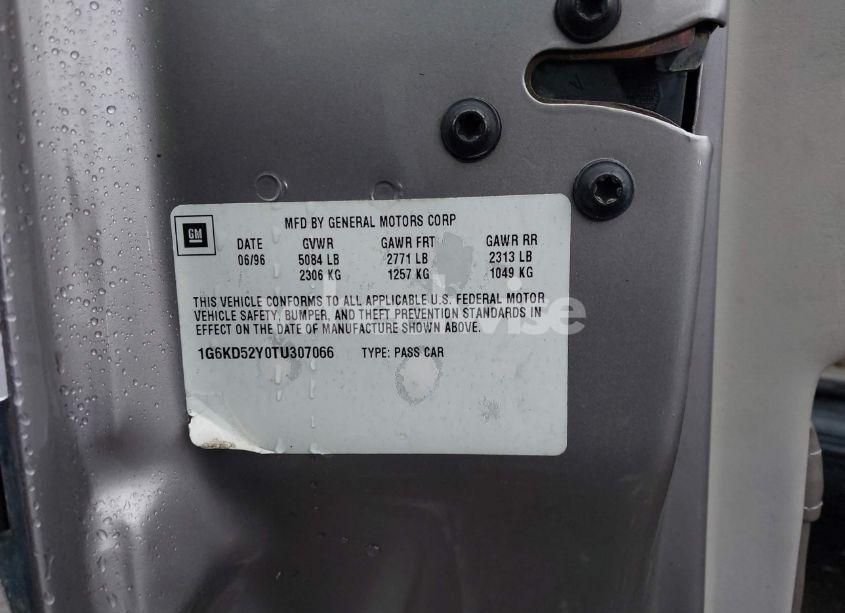 MFD BY GENERAL MOTORS CORP
GM
DATE GVWR GAWR FRT GAWR RR
06/96 5084 LB 2771 LB 2313 LB
2306 KG 1257 KG 1049 KG
THIS VEHICLE CONFORMS TO ALL APPLICABLE U.S. FEDERAL MOTOR
VEHICLE SAFETY, BUMPER, AND THEFT PREVENTION STANDARDS IN
EFFECT ON THE DATE OF MANUFACTURE SHOWN ABOVE.
1G6KD52Y0TU307066 TYPE: PASS CAR